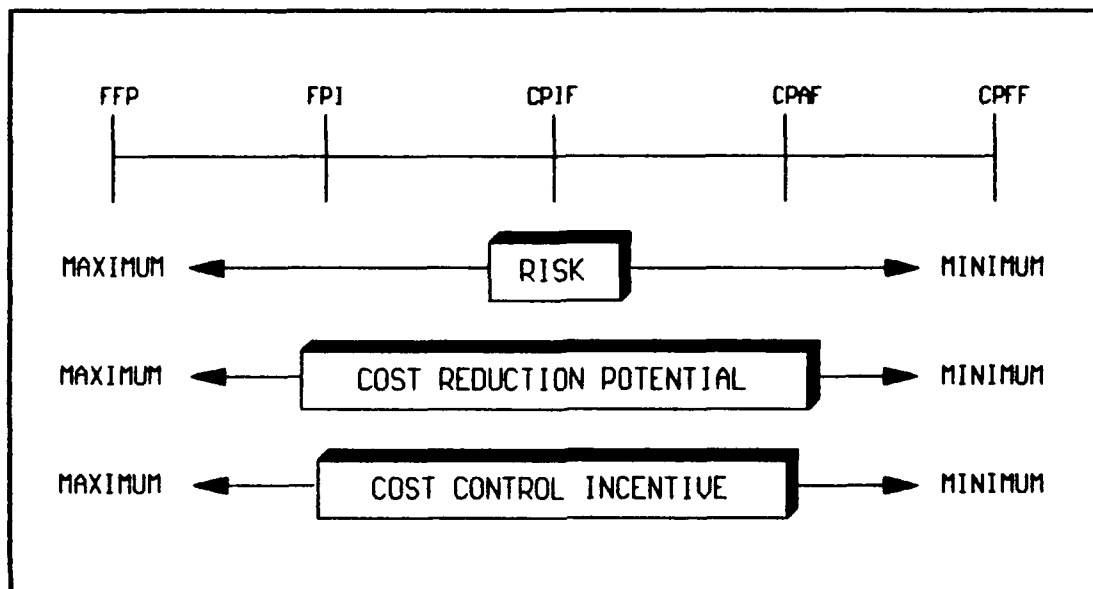 FFP FPI CPIF CPAF CPFF
MAXIMUM RISK MINIMUM
MAXIMUM COST REDUCTION POTENTIAL MINIMUM
MAXIMUM COST CONTROL INCENTIVE MINIMUM